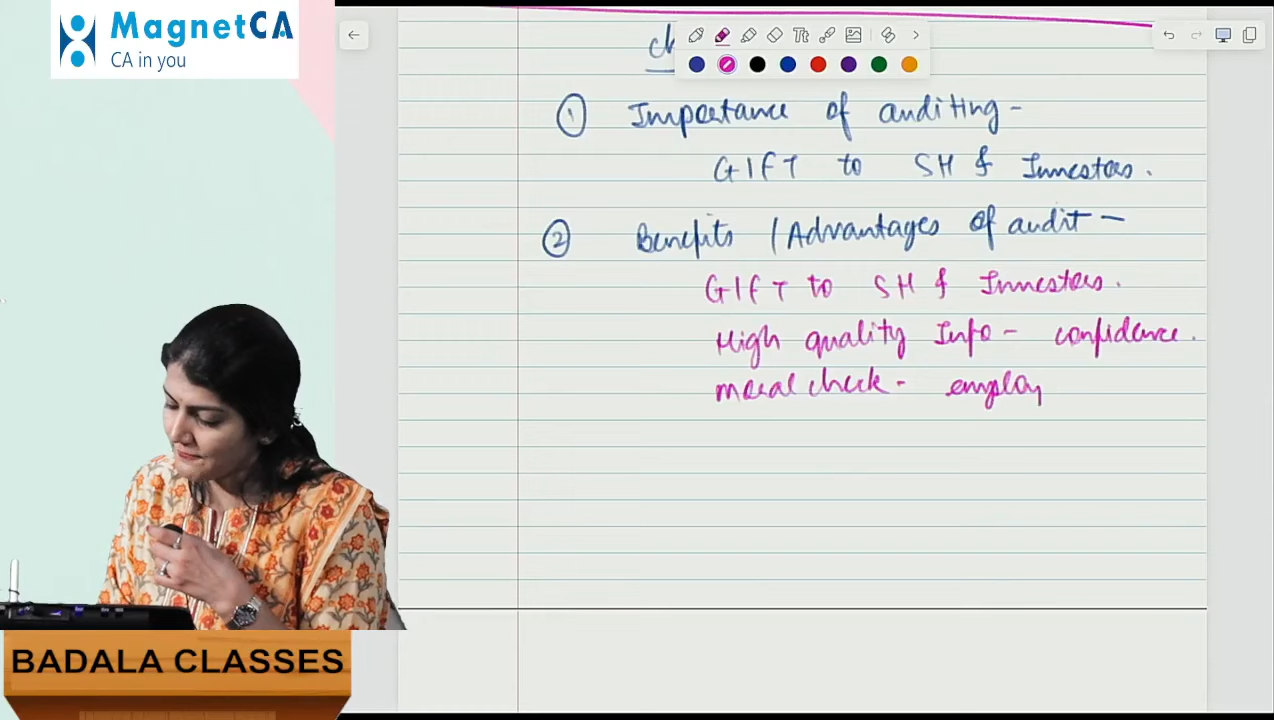 MagnetCA
CA in you
Ch
① Importance of auditing -
GIFT to SH & Investors.
② Benefits / Advantages of audit -
GIFT to SH & Investors.
High quality Info - confidence.
moral check - employ
BADALA CLASSES